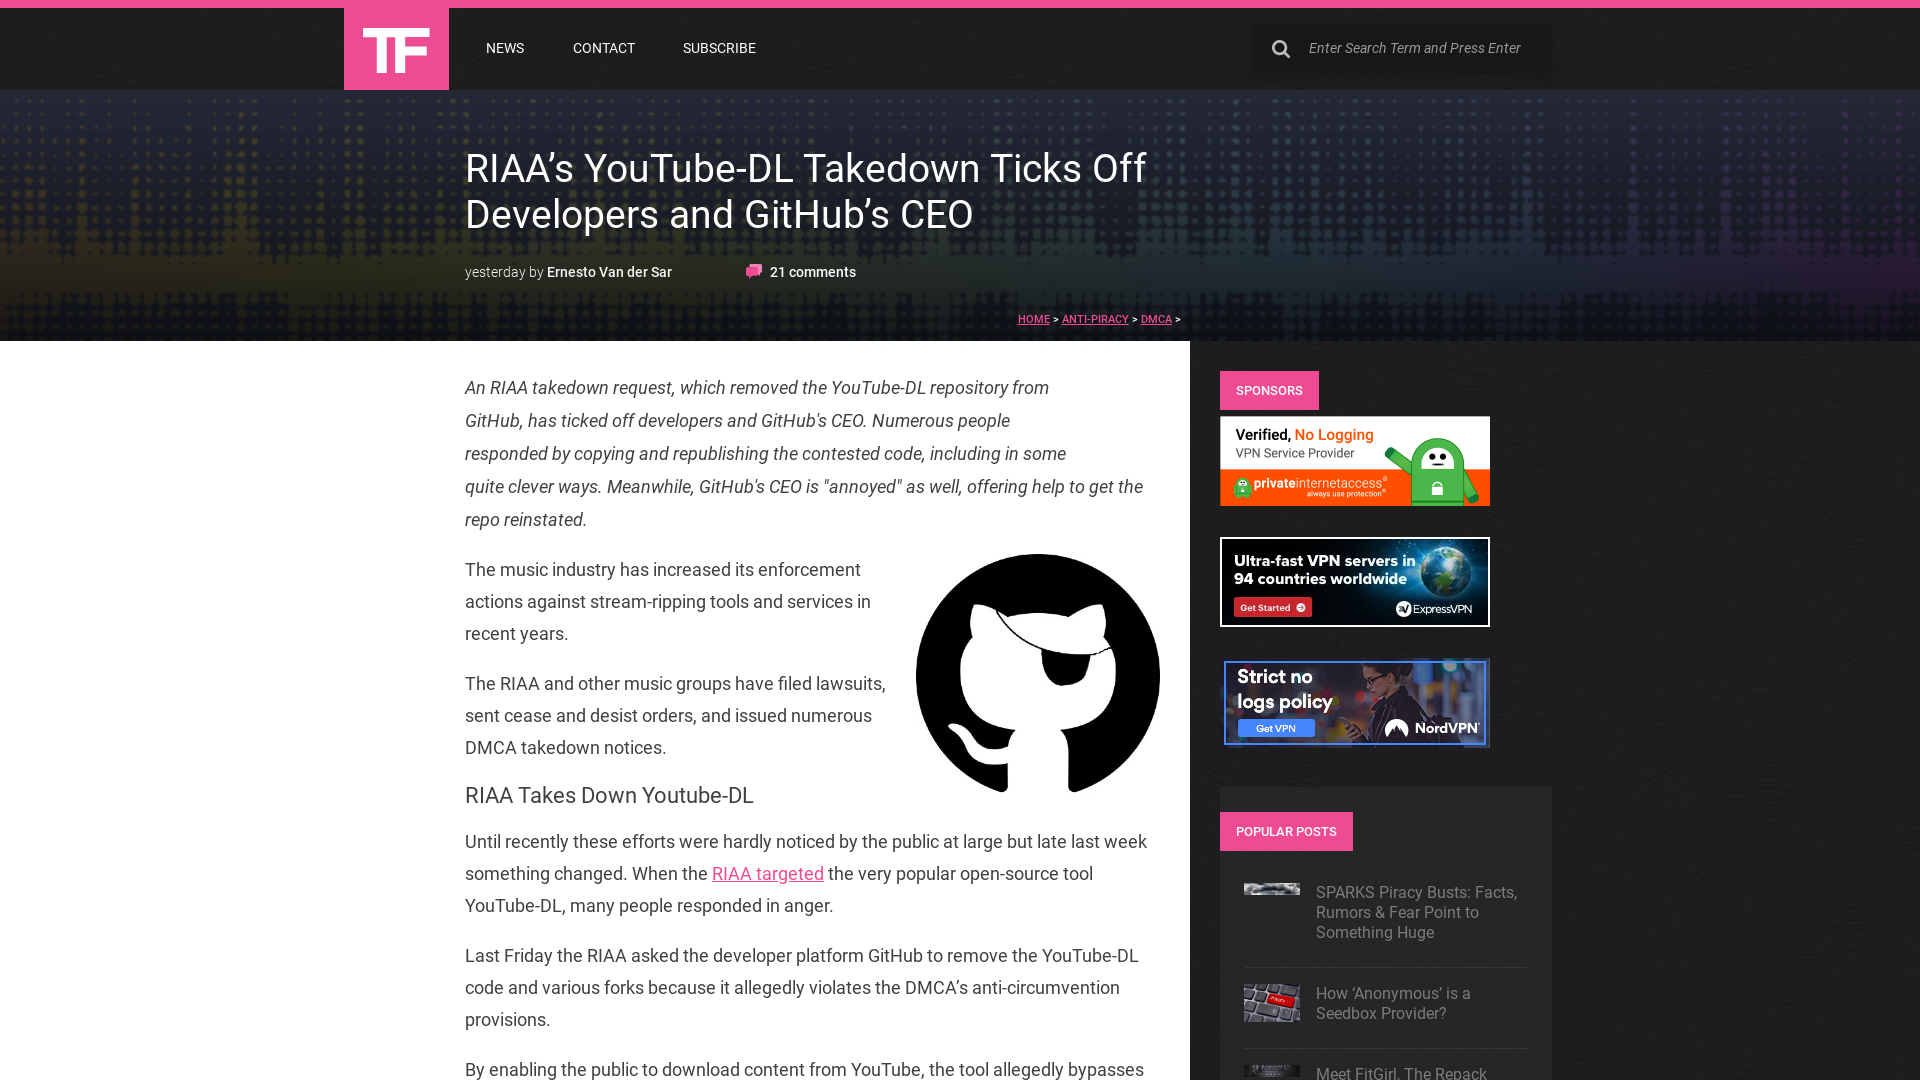 TF
NEWS
CONTACT
SUBSCRIBE
Enter Search Term and Press Enter
RIAA’s YouTube-DL Takedown Ticks Off
Developers and GitHub’s CEO
yesterday by Ernesto Van der Sar
21 comments
HOME > ANTI-PIRACY > DMCA >
An RIAA takedown request, which removed the YouTube-DL repository from
GitHub, has ticked off developers and GitHub's CEO. Numerous people
responded by copying and republishing the contested code, including in some
quite clever ways. Meanwhile, GitHub's CEO is "annoyed" as well, offering help to get the
repo reinstated.
The music industry has increased its enforcement
actions against stream-ripping tools and services in
recent years.
The RIAA and other music groups have filed lawsuits,
sent cease and desist orders, and issued numerous
DMCA takedown notices.
RIAA Takes Down Youtube-DL
Until recently these efforts were hardly noticed by the public at large but late last week
something changed. When the RIAA targeted the very popular open-source tool
YouTube-DL, many people responded in anger.
Last Friday the RIAA asked the developer platform GitHub to remove the YouTube-DL
code and various forks because it allegedly violates the DMCA’s anti-circumvention
provisions.
By enabling the public to download content from YouTube, the tool allegedly bypasses
SPONSORS
Verified, No Logging
VPN Service Provider
privateinternetaccess®
always use protection®
Ultra-fast VPN servers in
94 countries worldwide
Get Started
ExpressVPN
Strict no
logs policy
Get VPN
NordVPN
POPULAR POSTS
SPARKS Piracy Busts: Facts,
Rumors & Fear Point to
Something Huge
How ‘Anonymous’ is a
Seedbox Provider?
Meet FitGirl, The Repack